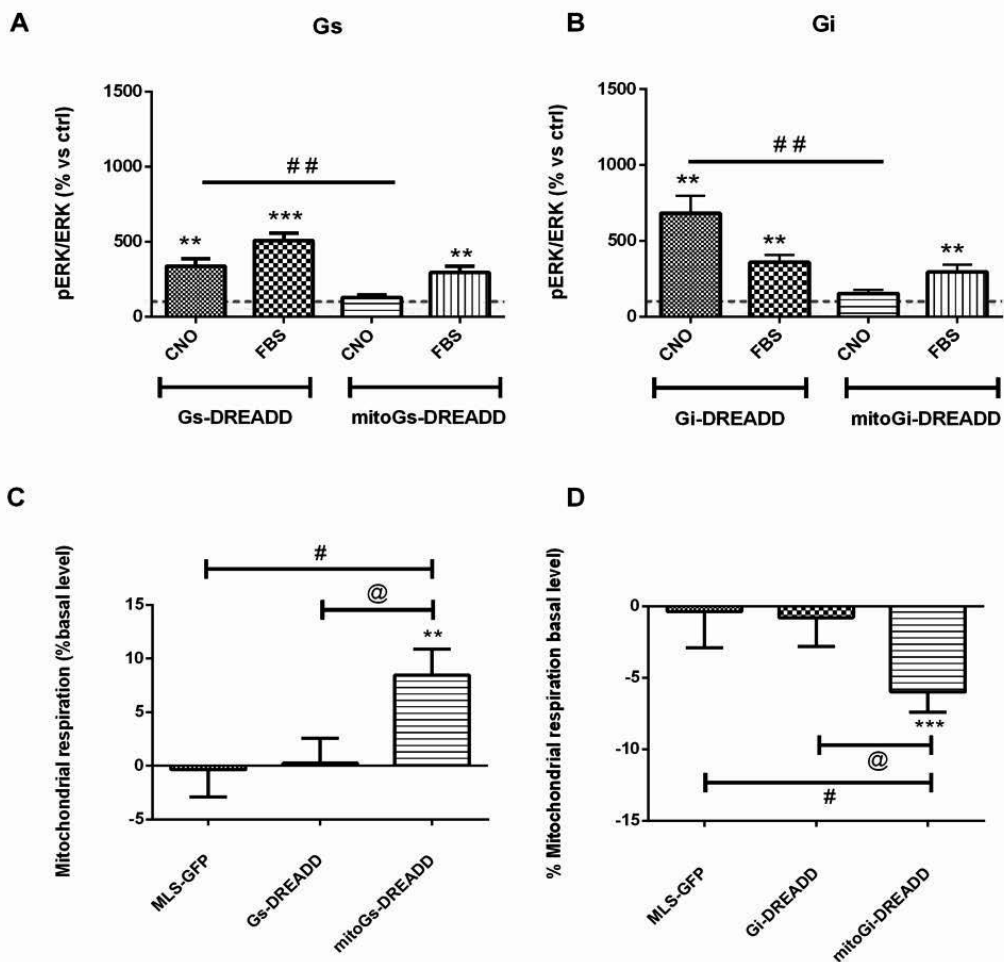 A
Gs
pERK/ERK (% vs ctrl)
1500
1000
500
0
# #
**
***
**
CNO
FBS
CNO
FBS
Gs-DREADD
mitoGs-DREADD
B
Gi
pERK/ERK (% vs ctrl)
1500
1000
500
0
# #
**
**
**
CNO
FBS
CNO
FBS
Gi-DREADD
mitoGi-DREADD
C
Mitochondrial respiration (%basal level)
15
10
5
0
-5
#
@
**
MLS-GFP
Gs-DREADD
mitoGs-DREADD
D
% Mitochondrial respiration basal level)
0
-5
-10
-15
***
@
#
MLS-GFP
Gi-DREADD
mitoGi-DREADD